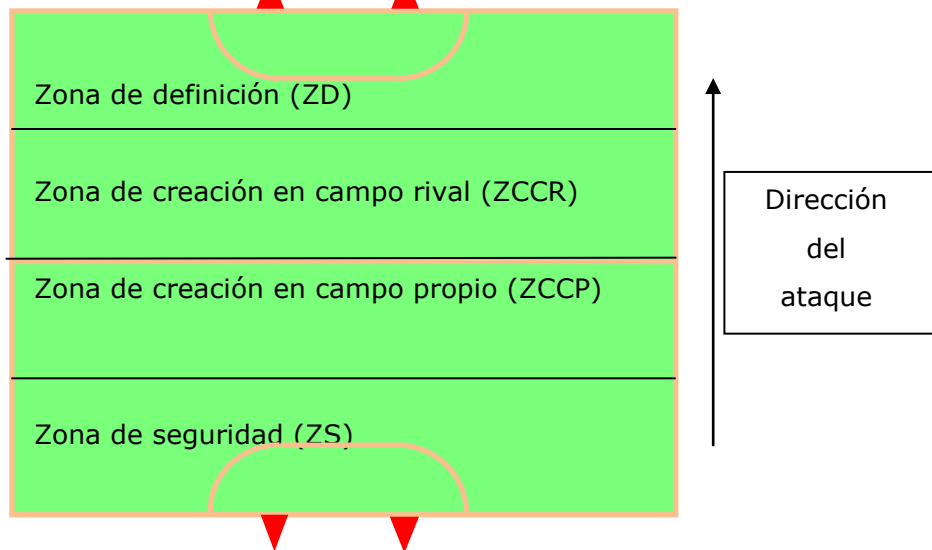 Zona de definición (ZD)
Zona de creación en campo rival (ZCCR)
Dirección
del
ataque
Zona de creación en campo propio (ZCCP)
Zona de seguridad (ZS)